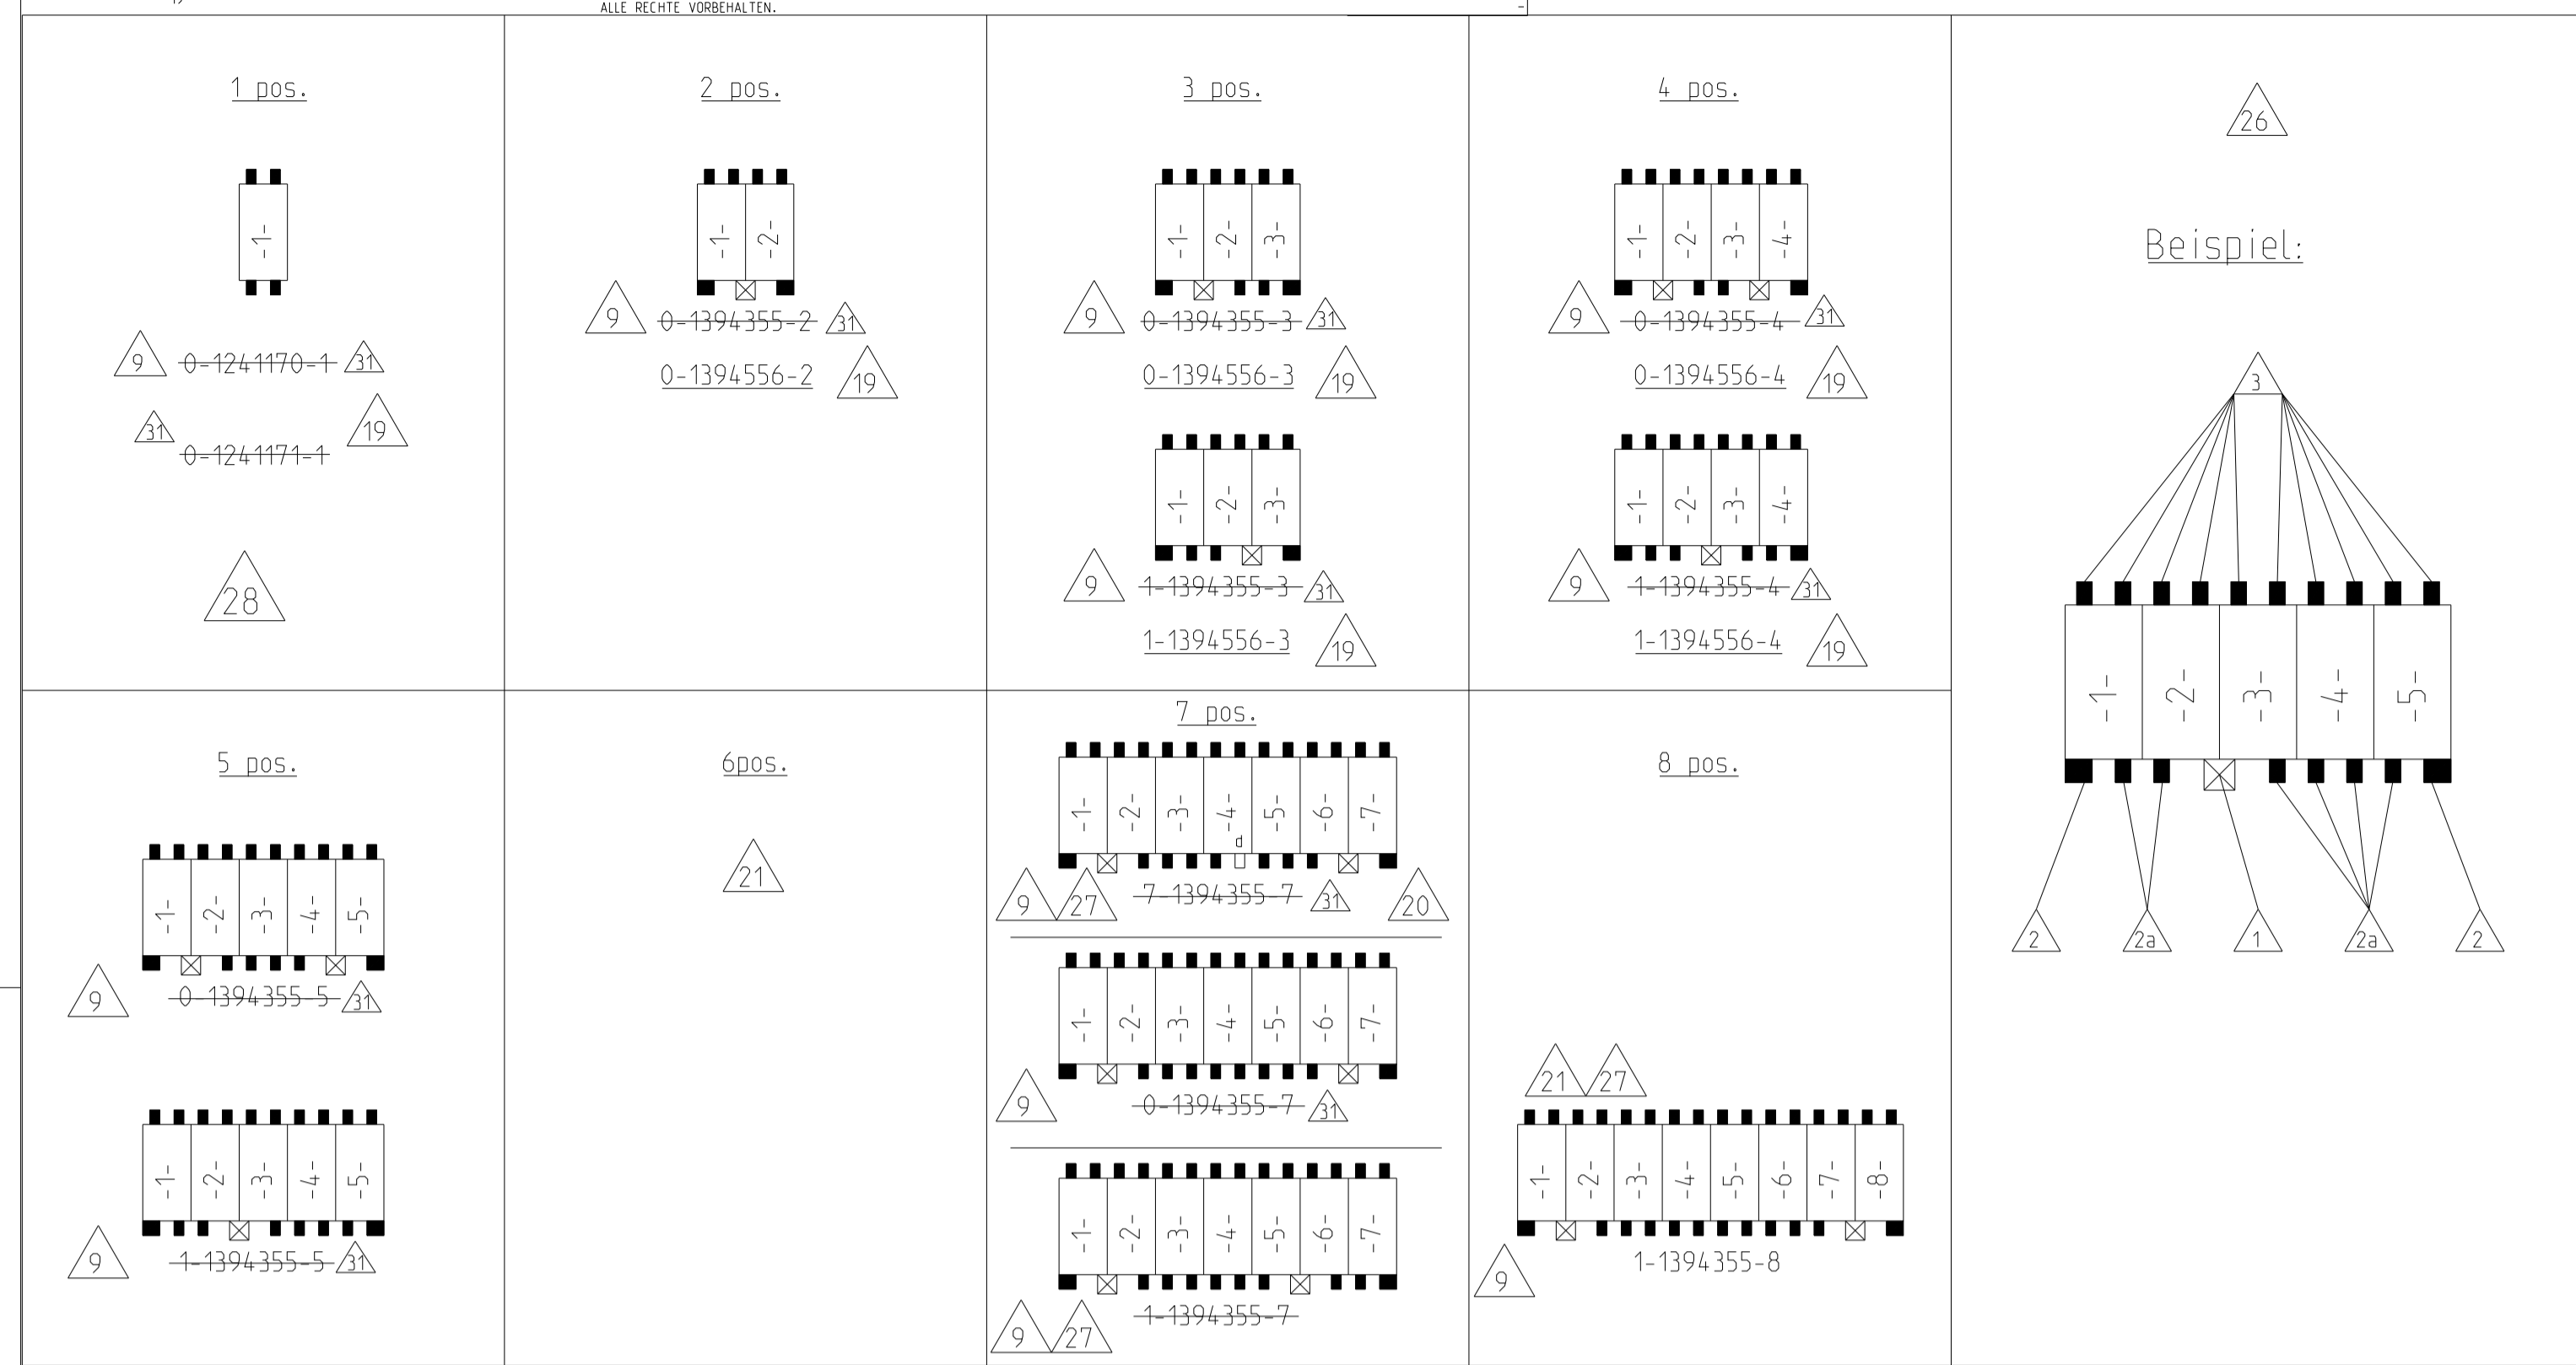 ALLE RECHTE VORBEHALTEN.
-
1 pos.
-1-
9 0-1241170-1 31
31 19
0-1241171-1
28
2 pos.
-1- -2-
9 0-1394355-2 31
0-1394556-2 19
3 pos.
-1- -2- -3-
9 0-1394355-3 31
0-1394556-3 19
-1- -2- -3-
9 1-1394355-3 31
1-1394556-3 19
4 pos.
-1- -2- -3- -4-
9 0-1394355-4 31
0-1394556-4 19
-1- -2- -3- -4-
9 1-1394355-4 31
1-1394556-4 19
26
Beispiel:
3
-1- -2- -3- -4- -5-
2 2a 1 2a 2
5 pos.
-1- -2- -3- -4- -5-
9 0-1394355-5 31
-1- -2- -3- -4- -5-
9 1-1394355-5 31
6pos.
21
7 pos.
-1- -2- -3- -4- -5- -6- -7-
d
9 27 7-1394355-7 31 20
-1- -2- -3- -4- -5- -6- -7-
9 0-1394355-7 31
-1- -2- -3- -4- -5- -6- -7-
9 27 1-1394355-7
8 pos.
21 27
-1- -2- -3- -4- -5- -6- -7- -8-
9 1-1394355-8